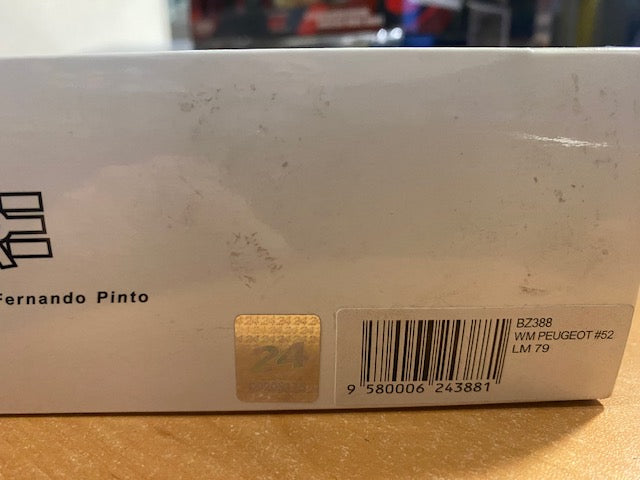 Fernando Pinto
24
BZ388
WM PEUGEOT #52
LM 79
9 580006 243881